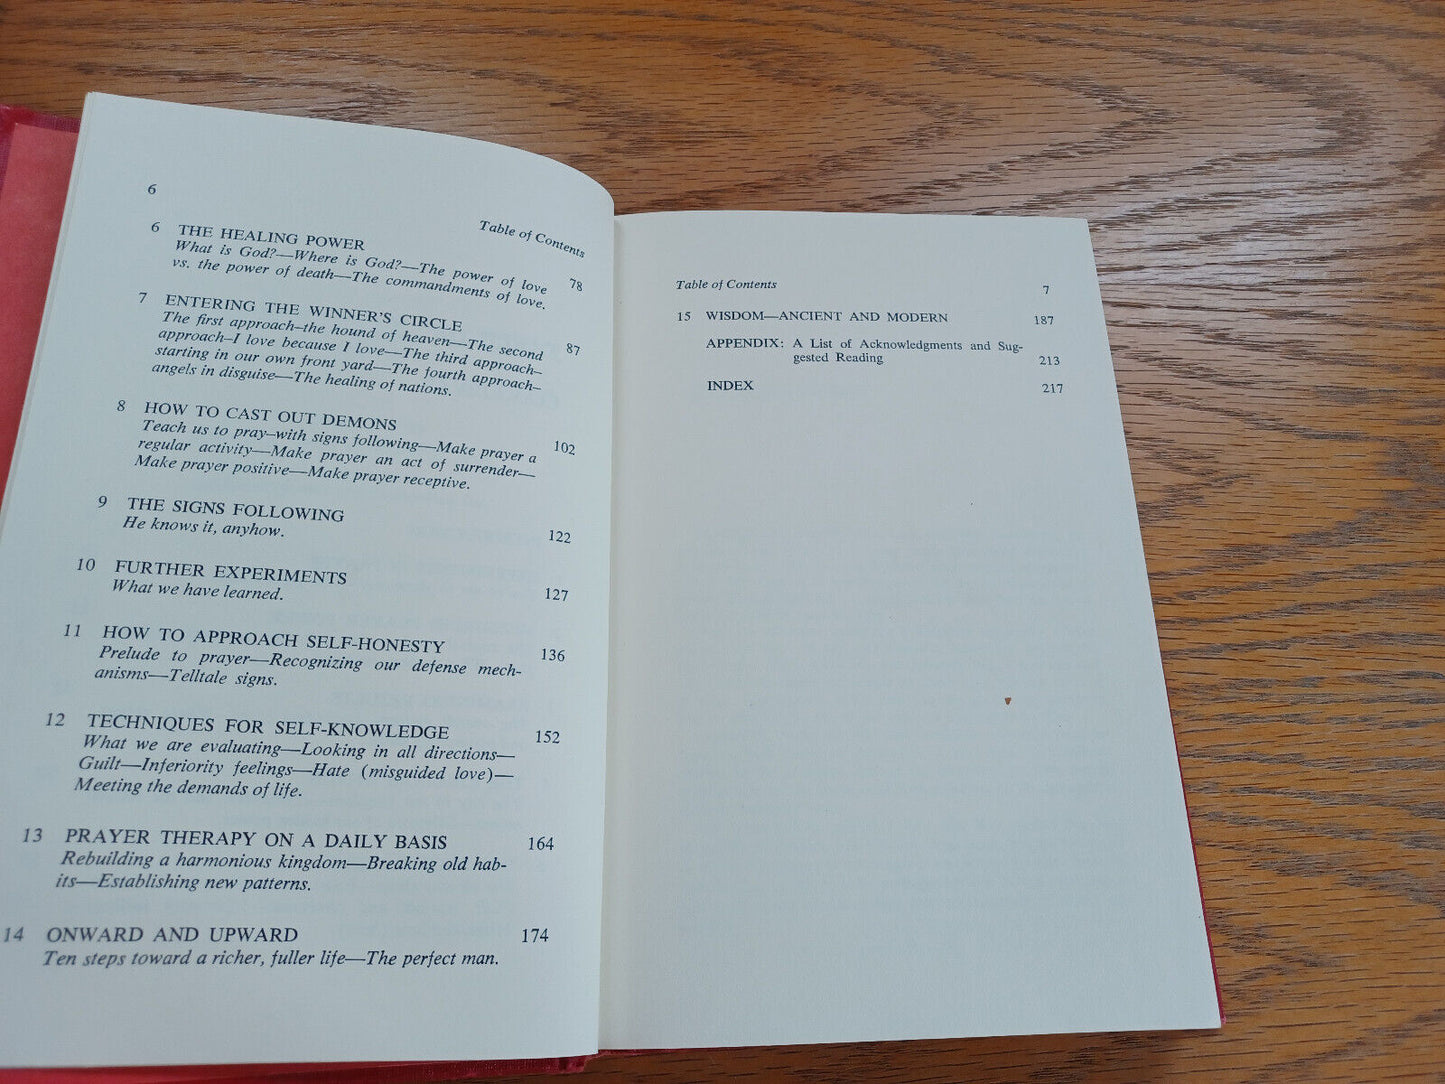 6
Table of Contents
6 THE HEALING POWER 78
What is God?—Where is God?—The power of love
vs. the power of death—The commandments of love.
7 ENTERING THE WINNER'S CIRCLE 87
The first approach–the hound of heaven—The second
approach–I love because I love—The third approach–
starting in our own front yard—The fourth approach–
angels in disguise—The healing of nations.
8 HOW TO CAST OUT DEMONS 102
Teach us to pray–with signs following—Make prayer a
regular activity—Make prayer an act of surrender—
Make prayer positive—Make prayer receptive.
9 THE SIGNS FOLLOWING 122
He knows it, anyhow.
10 FURTHER EXPERIMENTS 127
What we have learned.
11 HOW TO APPROACH SELF-HONESTY 136
Prelude to prayer—Recognizing our defense mech-
anisms—Telltale signs.
12 TECHNIQUES FOR SELF-KNOWLEDGE 152
What we are evaluating—Looking in all directions—
Guilt—Inferiority feelings—Hate (misguided love)—
Meeting the demands of life.
13 PRAYER THERAPY ON A DAILY BASIS 164
Rebuilding a harmonious kingdom—Breaking old hab-
its—Establishing new patterns.
14 ONWARD AND UPWARD 174
Ten steps toward a richer, fuller life—The perfect man.
Table of Contents 7
15 WISDOM—ANCIENT AND MODERN 187
APPENDIX: A List of Acknowledgments and Sug-
gested Reading 213
INDEX 217